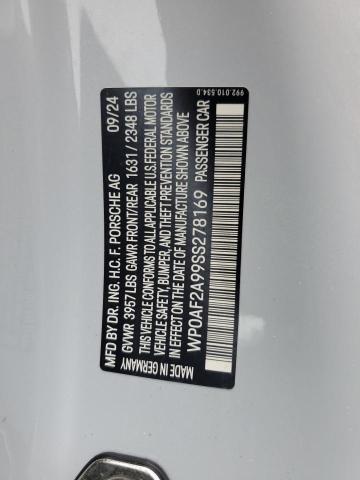 992.010.534.0
MFD BY DR. ING. H.C. F. PORSCHE AG 09/24
GVWR 3957 LBS GAWR FRONT/REAR 1631 / 2348 LBS
THIS VEHICLE CONFORMS TO ALL APPLICABLE U.S. FEDERAL MOTOR
VEHICLE SAFETY, BUMPER, AND THEFT PREVENTION STANDARDS
IN EFFECT ON THE DATE OF MANUFACTURE SHOWN ABOVE
MADE IN GERMANY
WP0AF2A99SS278169 PASSENGER CAR